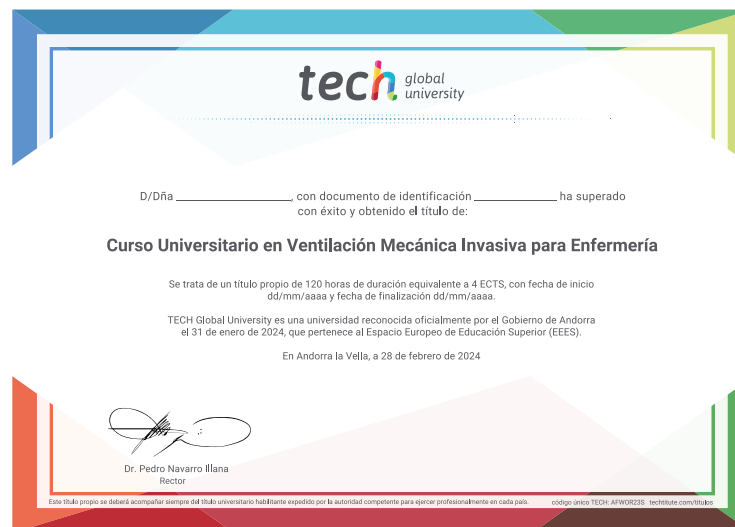 tech global university
D/Dña ____________________, con documento de identificación ______________ ha superado
con éxito y obtenido el título de:
Curso Universitario en Ventilación Mecánica Invasiva para Enfermería
Se trata de un título propio de 120 horas de duración equivalente a 4 ECTS, con fecha de inicio
dd/mm/aaaa y fecha de finalización dd/mm/aaaa.
TECH Global University es una universidad reconocida oficialmente por el Gobierno de Andorra
el 31 de enero de 2024, que pertenece al Espacio Europeo de Educación Superior (EEES).
En Andorra la Vella, a 28 de febrero de 2024
Dr. Pedro Navarro Illana
Rector
Este título propio se deberá acompañar siempre del título universitario habilitante expedido por la autoridad competente para ejercer profesionalmente en cada país. código único TECH: AFWOR23S techtitute.com/títulos